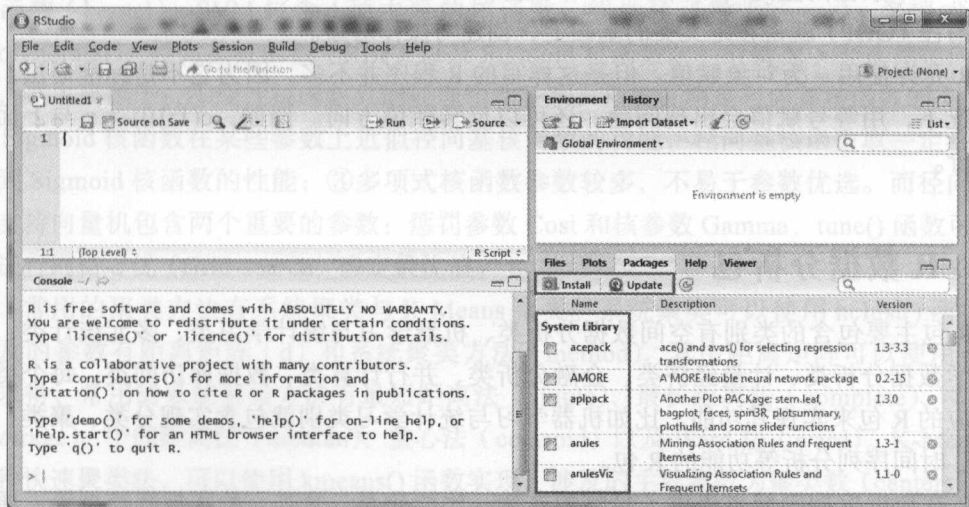 RStudio
File Edit Code View Plots Session Build Debug Tools Help
Go to file/function
Project: (None)
Untitled1
Source on Save
Run
Source
1
1:1 (Top Level) R Script
Console ~/
R is free software and comes with ABSOLUTELY NO WARRANTY.
You are welcome to redistribute it under certain conditions.
Type 'license()' or 'licence()' for distribution details.
R is a collaborative project with many contributors.
Type 'contributors()' for more information and
'citation()' on how to cite R or R packages in publications.
Type 'demo()' for some demos, 'help()' for on-line help, or
'help.start()' for an HTML browser interface to help.
Type 'q()' to quit R.
>
Environment History
Import Dataset
List
Global Environment
Environment is empty
Files Plots Packages Help Viewer
Install Update
Name Description Version
System Library
acepack ace() and avas() for selecting regression transformations 1.3-3.3
AMORE A MORE flexible neural network package 0.2-15
aplpack Another Plot PACKage: stem.leaf, bagplot, faces, spin3R, plotsummary, plothulls, and some slider functions 1.3.0
arules Mining Association Rules and Frequent Itemsets 1.3-1
arulesViz Visualizing Association Rules and Frequent Itemsets 1.1-0